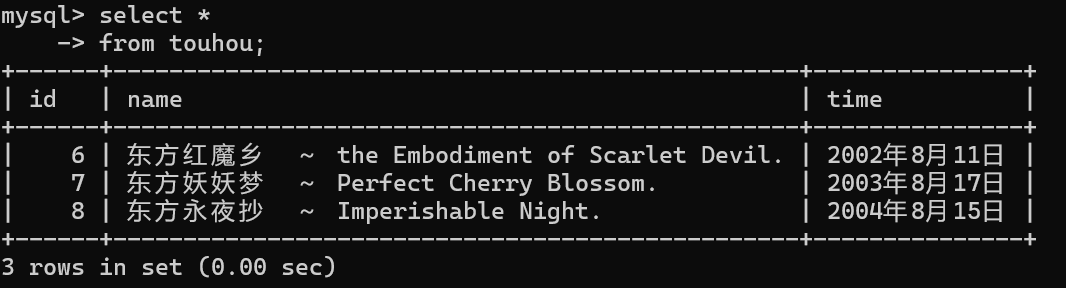 mysql> select *
    -> from touhou;
+------+-------------------------------------------------+---------------+
| id   | name                                            | time          |
+------+-------------------------------------------------+---------------+
|    6 | 东方红魔乡  ~ the Embodiment of Scarlet Devil. | 2002年8月11日 |
|    7 | 东方妖妖梦  ~ Perfect Cherry Blossom.          | 2003年8月17日 |
|    8 | 东方永夜抄  ~ Imperishable Night.              | 2004年8月15日 |
+------+-------------------------------------------------+---------------+
3 rows in set (0.00 sec)